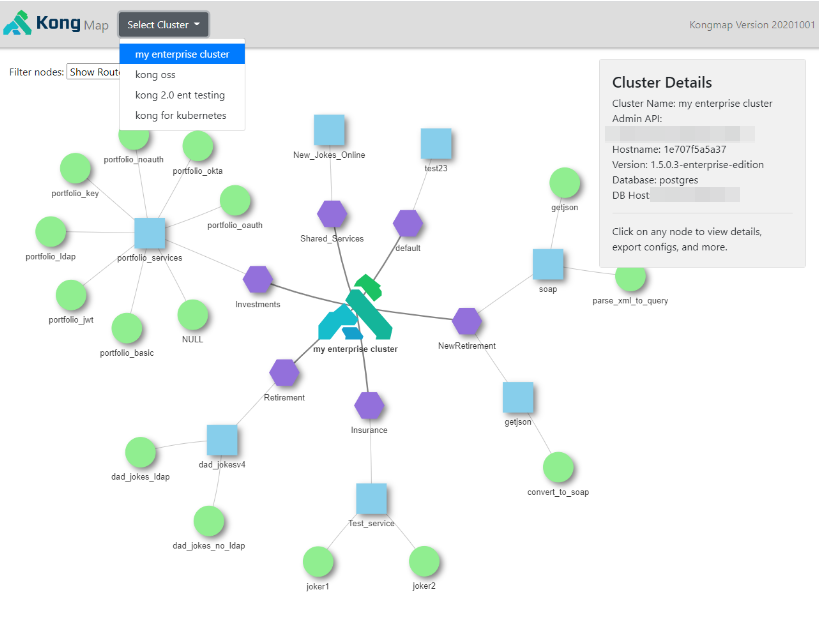 Kong Map
Select Cluster
Kongmap Version 20201001
my enterprise cluster
kong oss
kong 2.0 ent testing
kong for kubernetes
Filter nodes: Show Rout
Cluster Details
Cluster Name: my enterprise cluster
Admin API:
Hostname: 1e707f5a5a37
Version: 1.5.0.3-enterprise-edition
Database: postgres
DB Host
Click on any node to view details,
export configs, and more.
portfolio_noauth
portfolio_okta
portfolio_key
portfolio_oauth
portfolio_ldap
portfolio_services
portfolio_jwt
portfolio_basic
NULL
Investments
New_Jokes_Online
Shared_Services
test23
default
my enterprise cluster
getjson
soap
parse_xml_to_query
NewRetirement
getjson
convert_to_soap
Retirement
dad_jokesv4
dad_jokes_ldap
dad_jokes_no_ldap
Insurance
Test_service
joker1
joker2